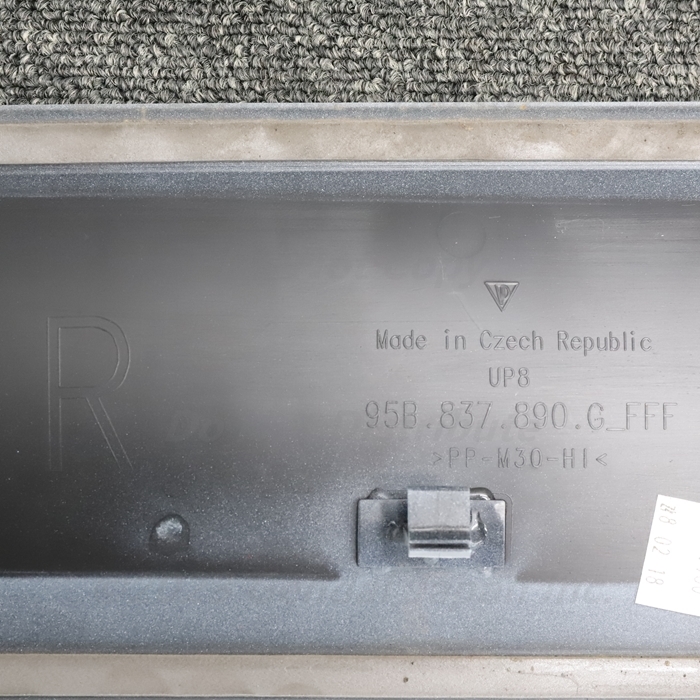 R
Made in Czech Republic
UP8
95B.837.890.G_FFF
>PP-M30-HI<